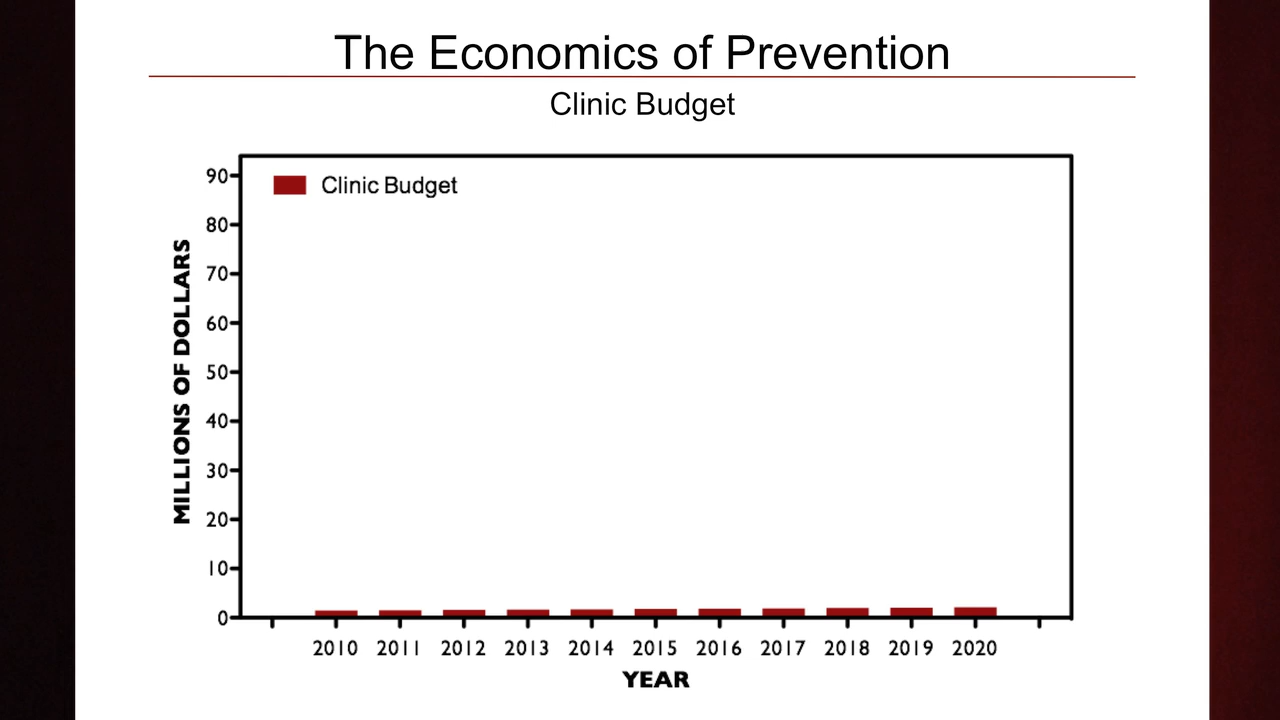 The Economics of Prevention
Clinic Budget
Clinic Budget
MILLIONS OF DOLLARS
90
80
70
60
50
40
30
20
10
0
2010 2011 2012 2013 2014 2015 2016 2017 2018 2019 2020
YEAR